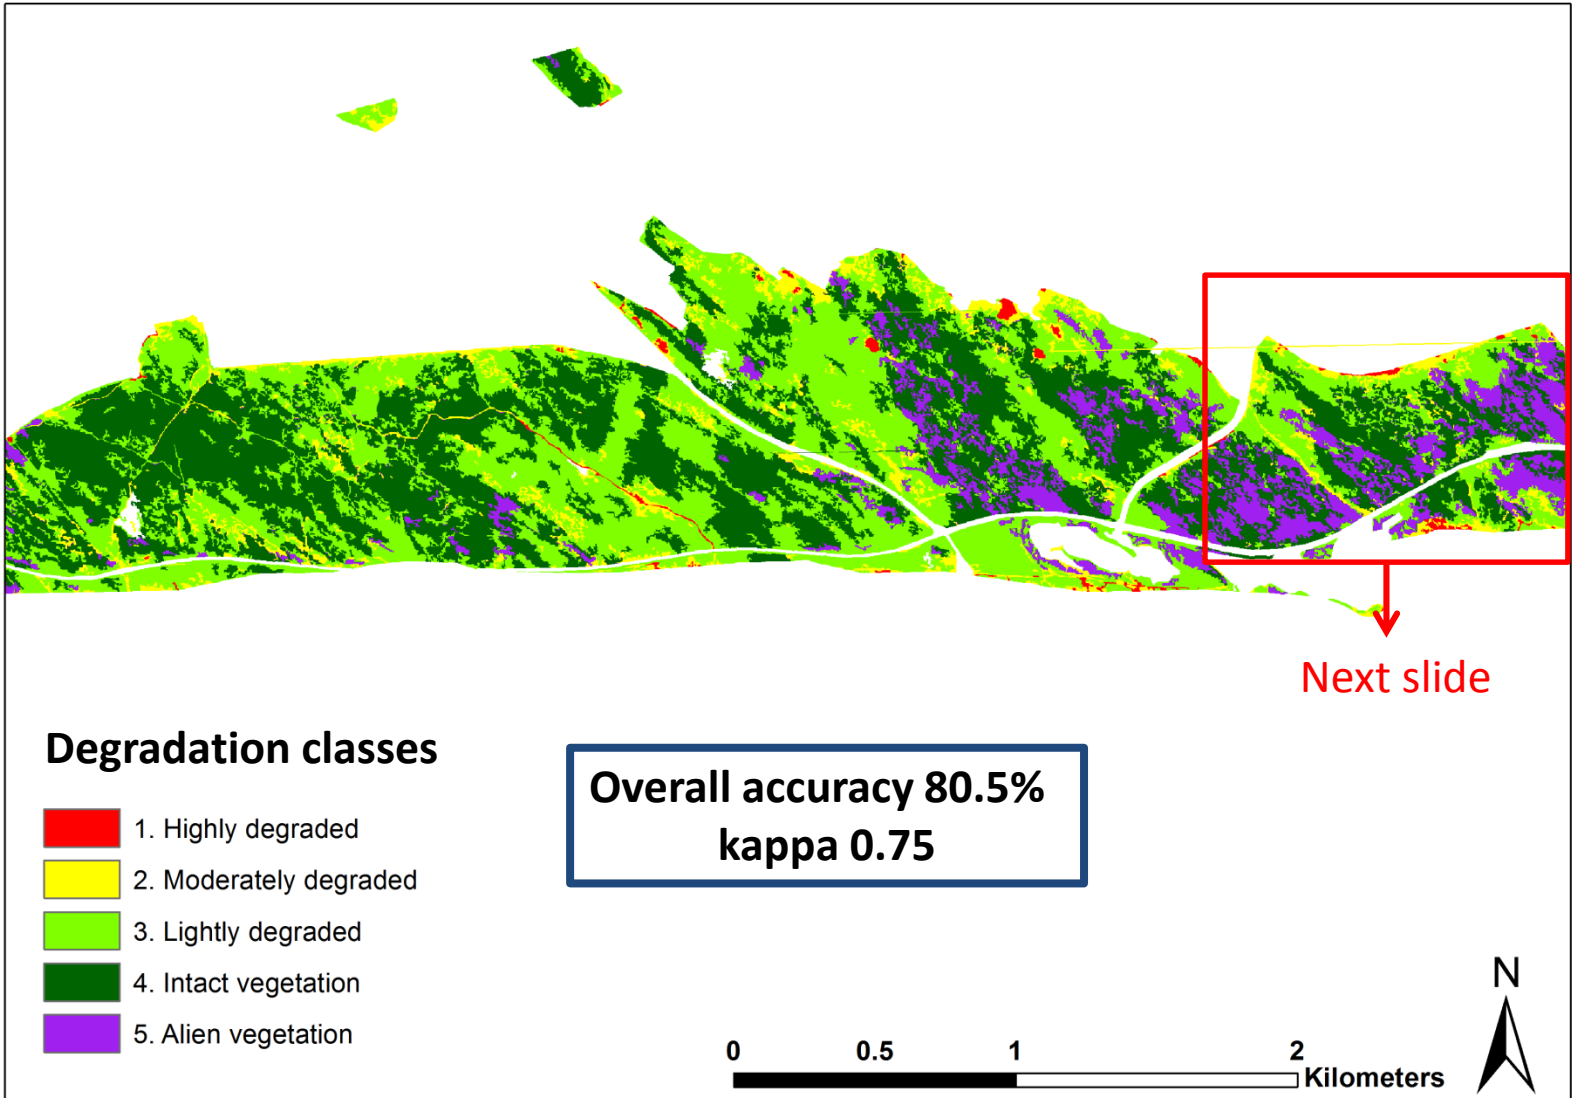 Next slide
Degradation classes
1. Highly degraded
2. Moderately degraded
3. Lightly degraded
4. Intact vegetation
5. Alien vegetation
Overall accuracy 80.5%
kappa 0.75
N
0 0.5 1 2
Kilometers